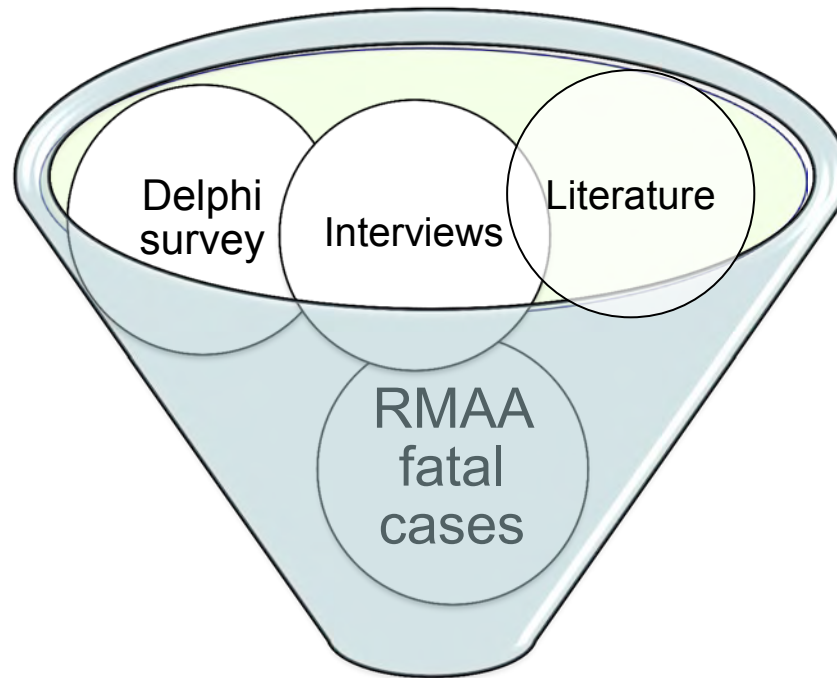 Delphi
survey
Interviews
Literature
RMAA
fatal
cases